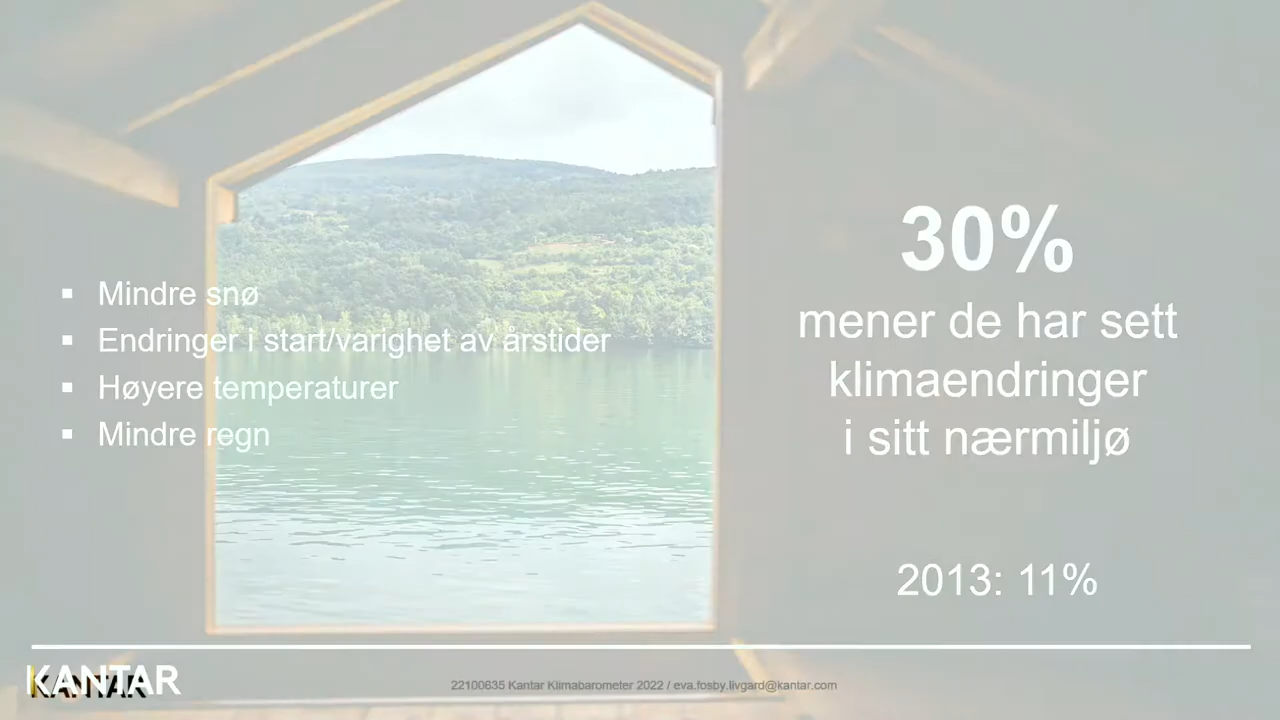 ▪ Mindre snø
▪ Endringer i start/varighet av årstider
▪ Høyere temperaturer
▪ Mindre regn
30%
mener de har sett
klimaendringer
i sitt nærmiljø
2013: 11%
KANTAR
KANTAR
22100635 Kantar Klimabarometer 2022 / eva.fosby.livgard@kantar.com